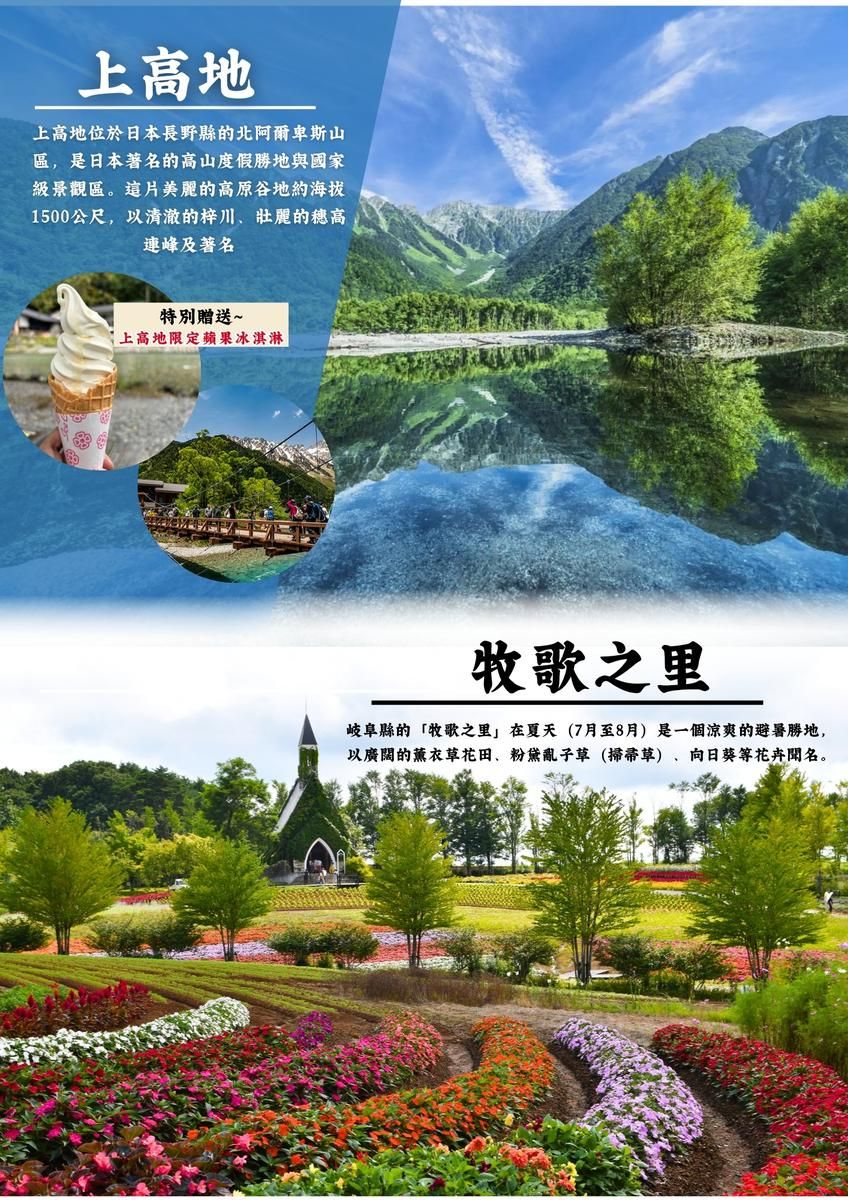 上高地
上高地位於日本長野縣的北阿爾卑斯山
區，是日本著名的高山度假勝地與國家
級景觀區。這片美麗的高原谷地約海拔
1500公尺，以清澈的梓川、壯麗的穗高
連峰及著名
特別贈送~
上高地限定蘋果冰淇淋
牧歌之里
岐阜縣的「牧歌之里」在夏天（7月至8月）是一個涼爽的避暑勝地，
以廣闊的薰衣草花田、粉黛亂子草（掃帚草）、向日葵等花卉聞名。